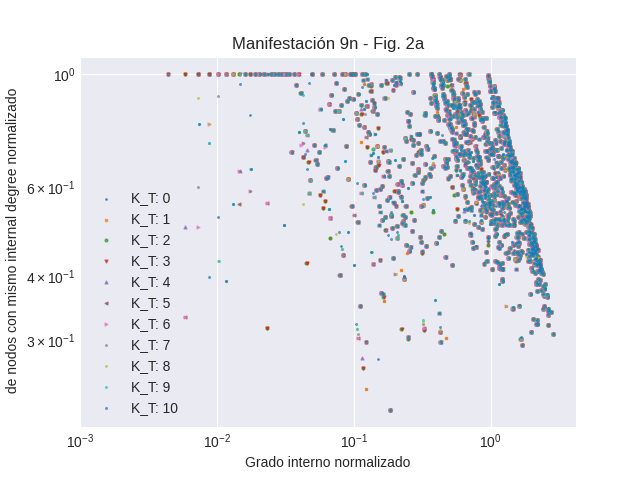 Manifestación 9n - Fig. 2a
de nodos con mismo internal degree normalizado
10⁰
6 × 10⁻¹
4 × 10⁻¹
3 × 10⁻¹
K_T: 0
K_T: 1
K_T: 2
K_T: 3
K_T: 4
K_T: 5
K_T: 6
K_T: 7
K_T: 8
K_T: 9
K_T: 10
10⁻³ 10⁻² 10⁻¹ 10⁰
Grado interno normalizado